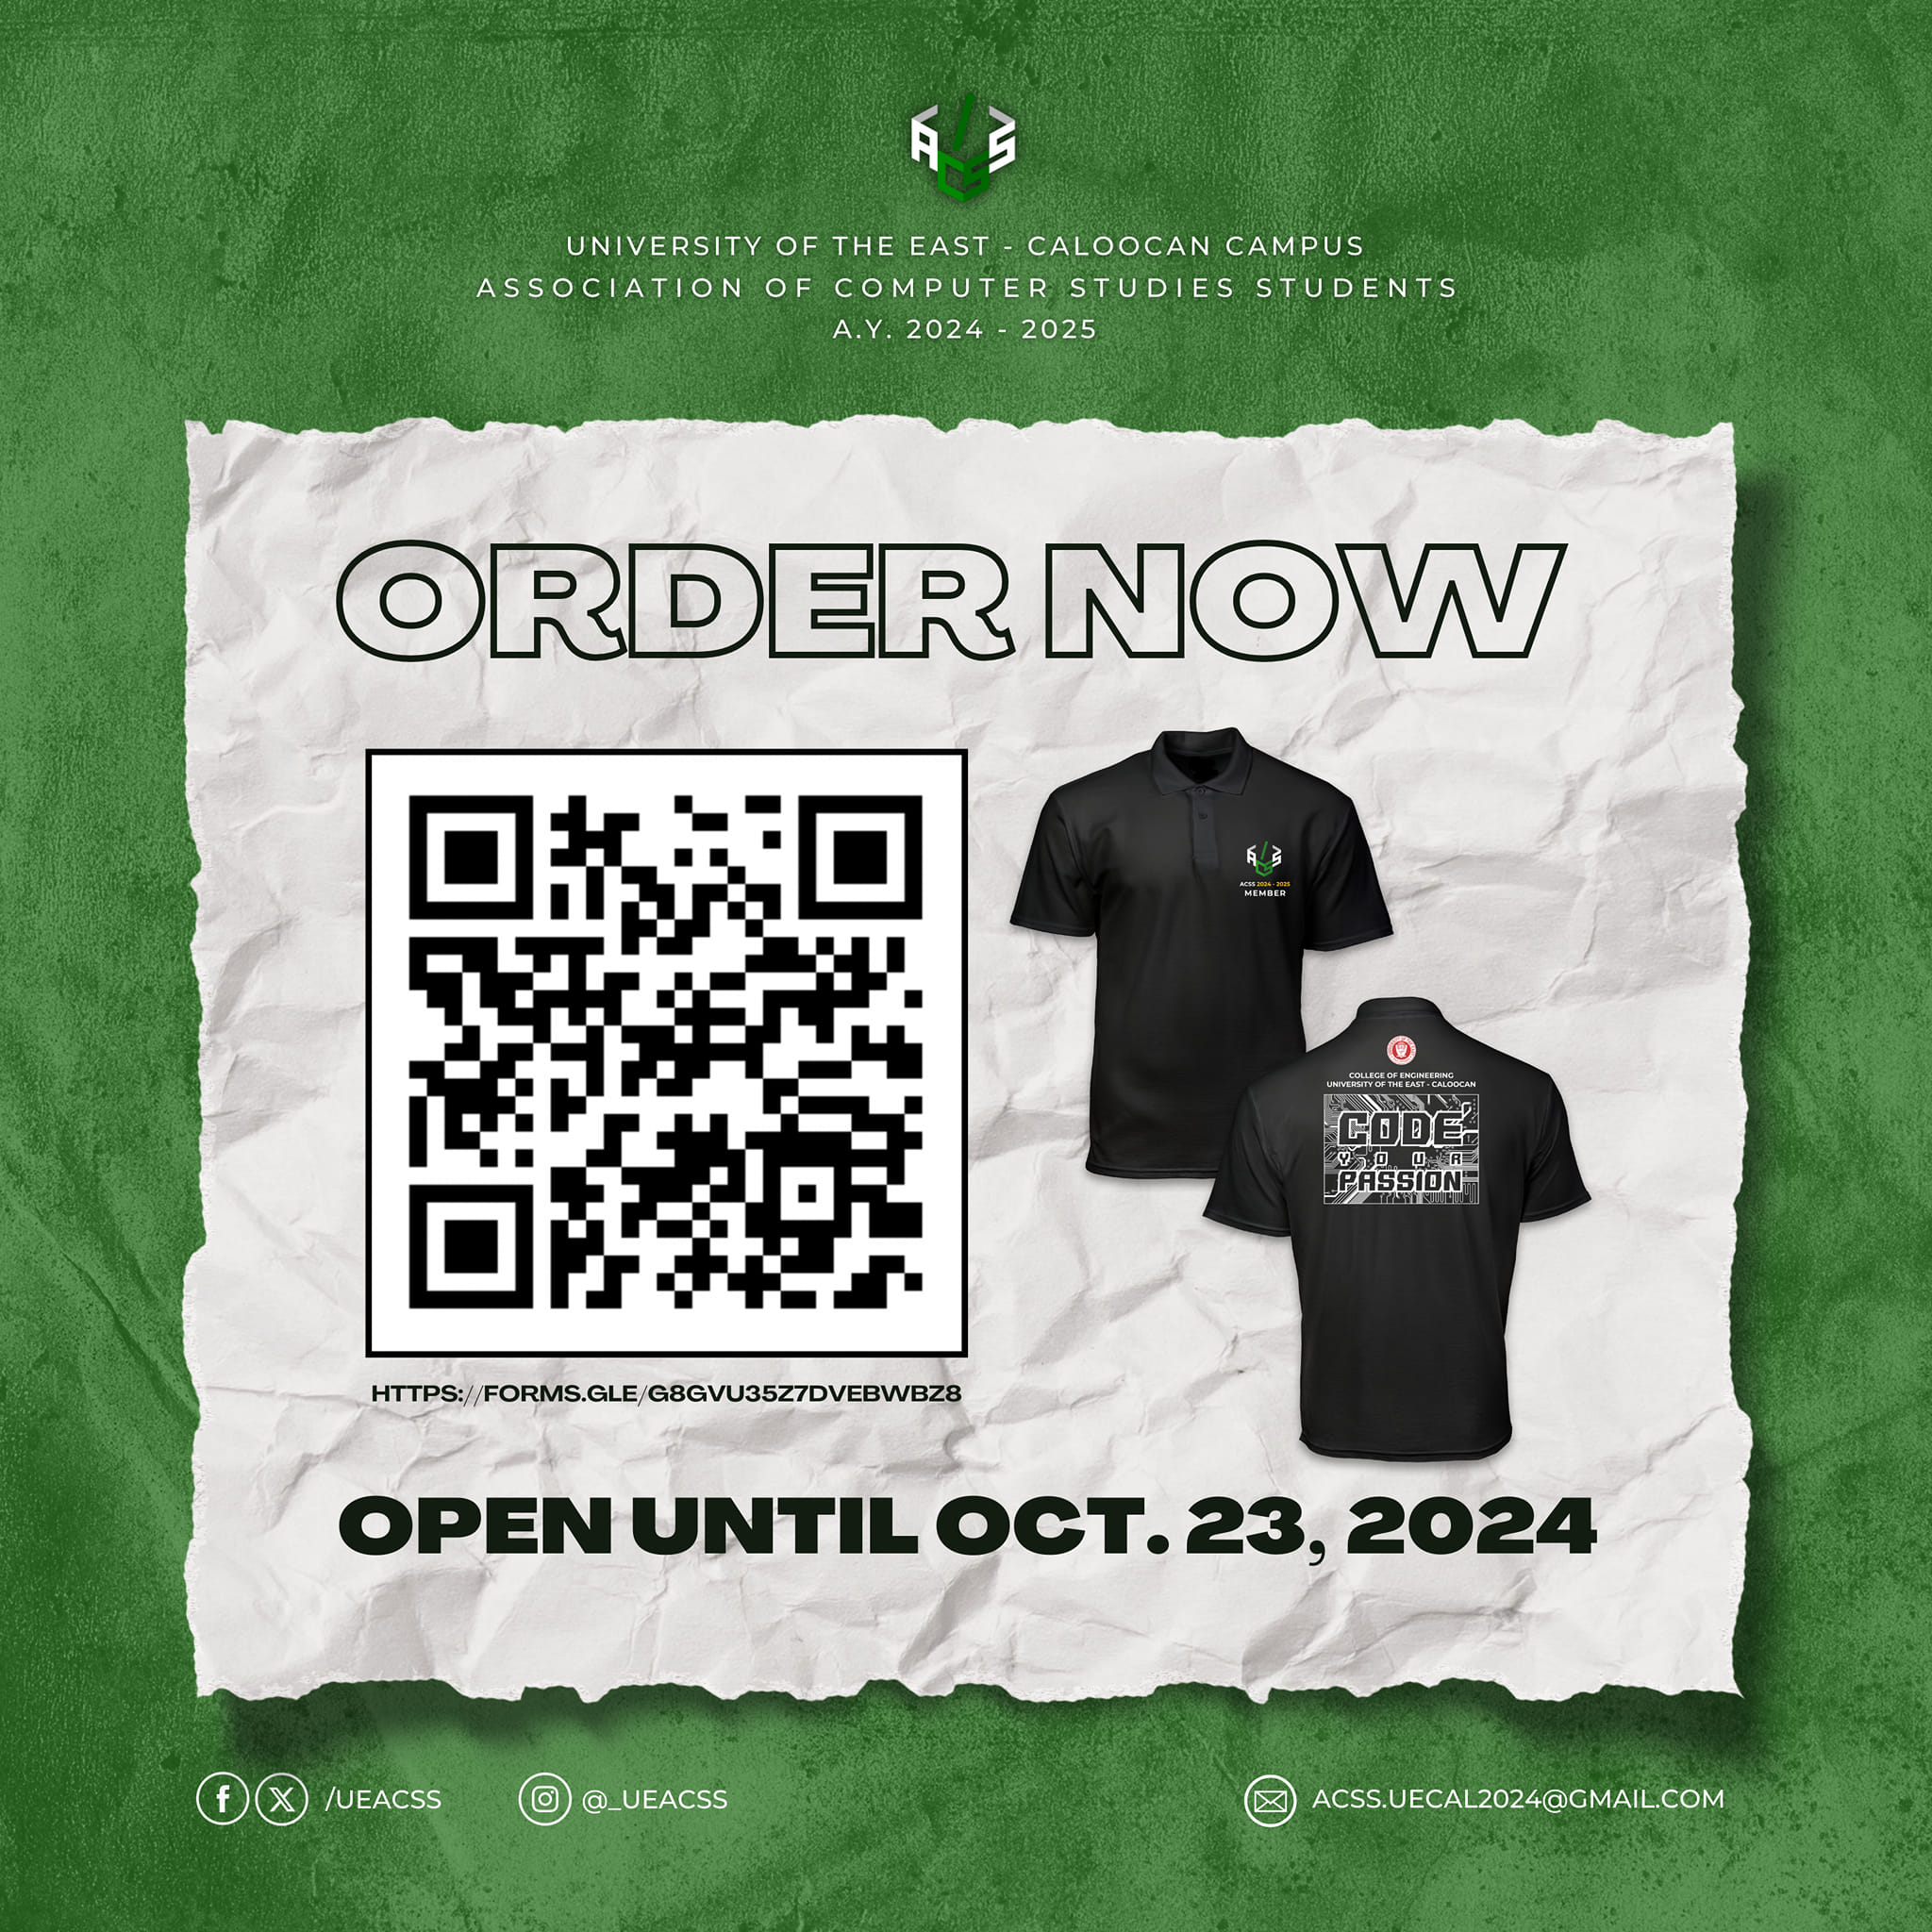 ACSS
UNIVERSITY OF THE EAST - CALOOCAN CAMPUS
ASSOCIATION OF COMPUTER STUDIES STUDENTS
A.Y. 2024 - 2025
ORDER NOW
ACSS 2024 - 2025
MEMBER
COLLEGE OF ENGINEERING
UNIVERSITY OF THE EAST - CALOOCAN
CODE
YOUR
PASSION
HTTPS://FORMS.GLE/G8GVU35Z7DVEBWBZ8
OPEN UNTIL OCT. 23, 2024
/UEACSS
@_UEACSS
ACSS.UECAL2024@GMAIL.COM